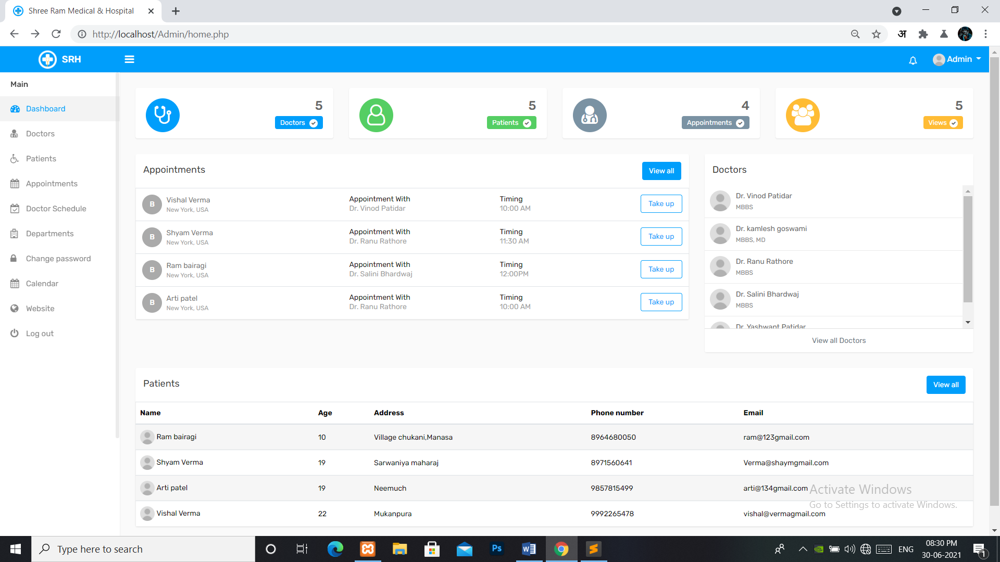 Shree Ram Medical & Hospital
http://localhost/Admin/home.php
अ
SRH
Admin
Main
Dashboard
Doctors
Patients
Appointments
Doctor Schedule
Departments
Change password
Calendar
Website
Log out
5
Doctors
5
Patients
4
Appointments
5
Views
Appointments
View all
B
Vishal Verma
New York, USA
Appointment With
Dr. Vinod Patidar
Timing
10:00 AM
Take up
B
Shyam Verma
New York, USA
Appointment With
Dr. Ranu Rathore
Timing
11:30 AM
Take up
B
Ram bairagi
New York, USA
Appointment With
Dr. Salini Bhardwaj
Timing
12:00PM
Take up
B
Arti patel
New York, USA
Appointment With
Dr. Ranu Rathore
Timing
10:00 AM
Take up
Doctors
Dr. Vinod Patidar
MBBS
Dr. kamlesh goswami
MBBS, MD
Dr. Ranu Rathore
MBBS
Dr. Salini Bhardwaj
MBBS
Dr. Yashwant Patidar
View all Doctors
Patients
View all
Name Age Address Phone number Email
Ram bairagi 10 Village chukani,Manasa 8964680050 ram@123gmail.com
Shyam Verma 19 Sarwaniya maharaj 8971560641 Verma@shaymgmail.com
Arti patel 19 Neemuch 9857815499 arti@134gmail.com
Vishal Verma 22 Mukanpura 9992265478 vishal@vermagmail.com
Activate Windows
Go to Settings to activate Windows.
Type here to search
Ps
W
ENG
08:30 PM
30-06-2021
1